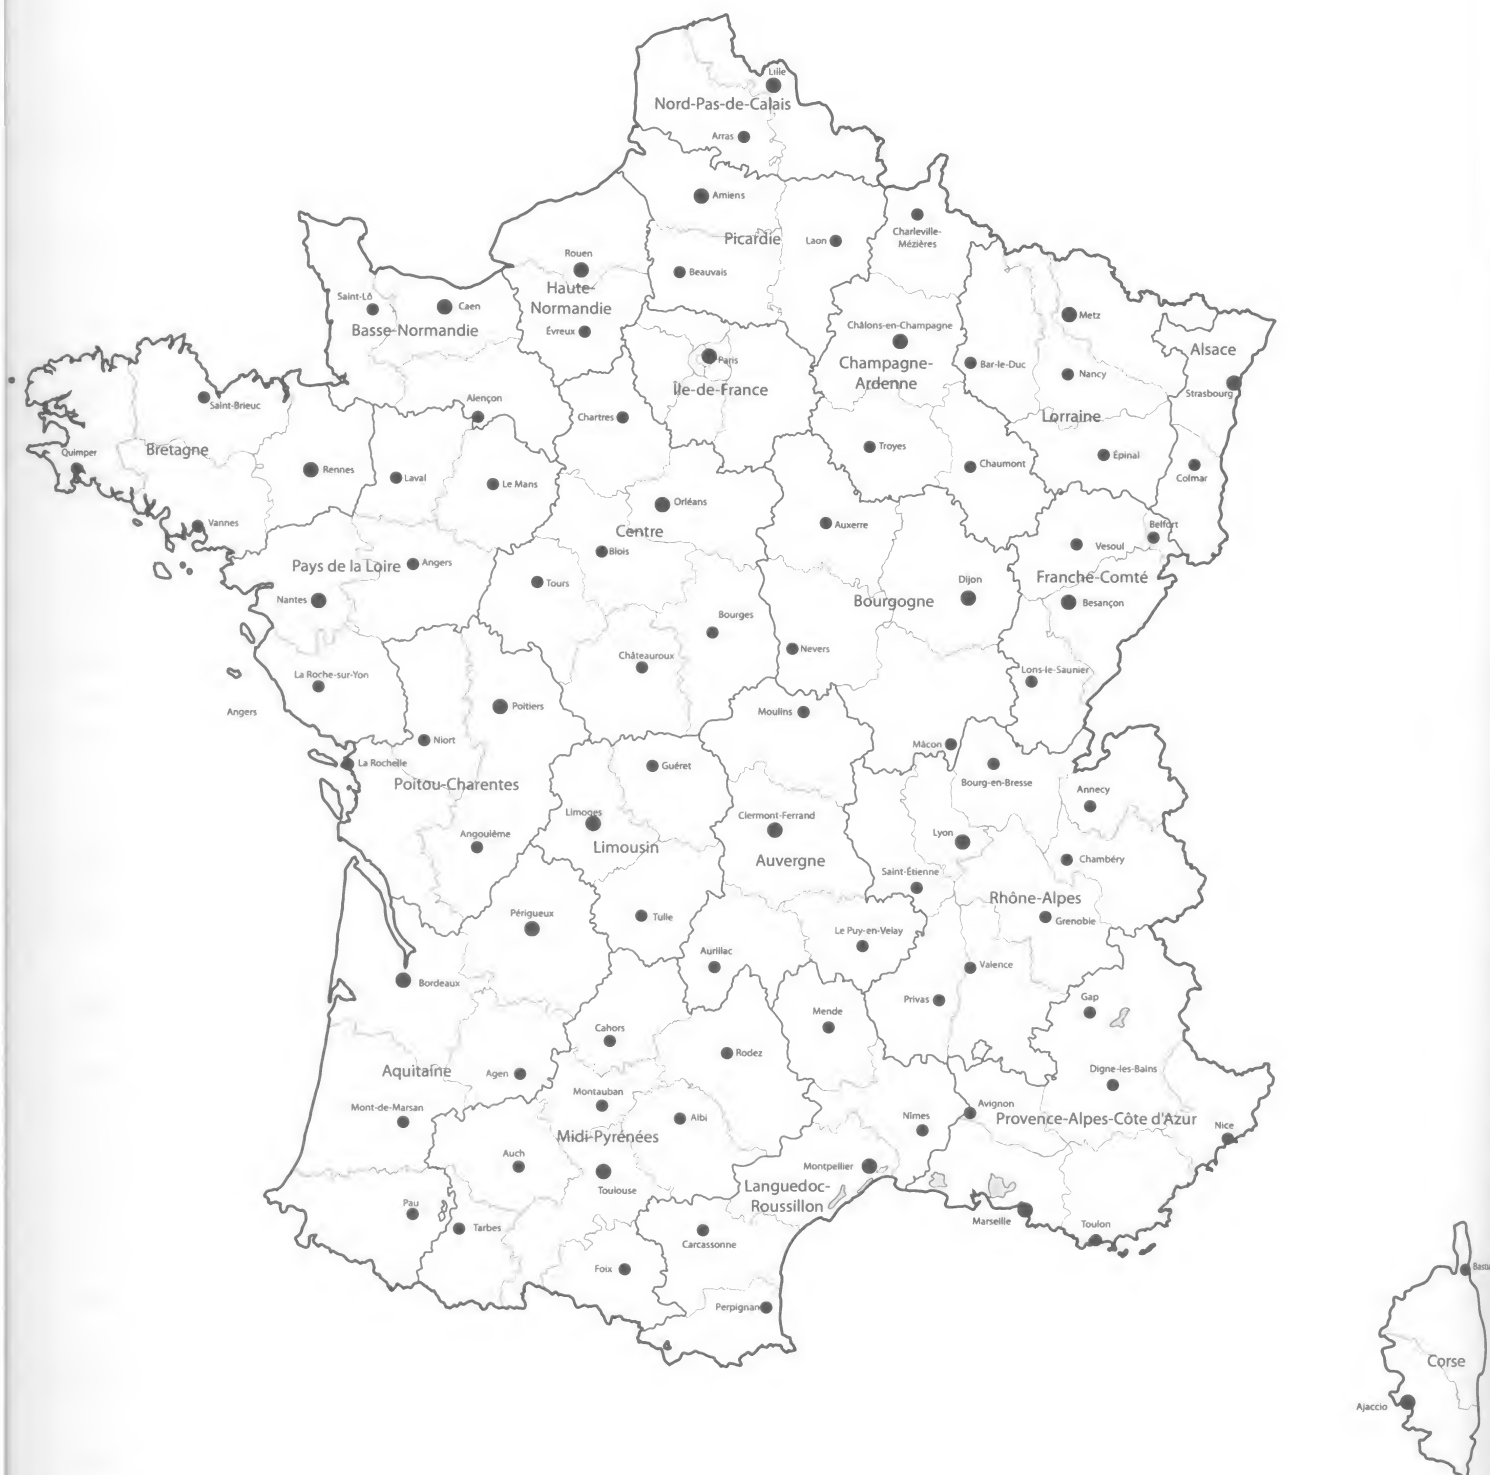 Lille
Nord-Pas-de-Calais
Arras
Amiens
Picardie
Laon
Charleville-
Mézières
Beauvais
Rouen
Haute-
Normandie
Évreux
Saint-Lô
Caen
Basse-Normandie
Alençon
Paris
Île-de-France
Chartres
Châlons-en-Champagne
Champagne-
Ardenne
Troyes
Chaumont
Metz
Bar-le-Duc
Nancy
Lorraine
Épinal
Alsace
Strasbourg
Colmar
Saint-Brieuc
Bretagne
Quimper
Rennes
Vannes
Laval
Le Mans
Pays de la Loire
Angers
Nantes
La Roche-sur-Yon
Angers
Orléans
Centre
Blois
Tours
Bourges
Châteauroux
Auxerre
Dijon
Bourgogne
Nevers
Mâcon
Belfort
Vesoul
Franche-Comté
Besançon
Lons-le-Saunier
Poitiers
Niort
La Rochelle
Poitou-Charentes
Angoulême
Guéret
Limoges
Limousin
Tulle
Moulins
Clermont-Ferrand
Auvergne
Le Puy-en-Velay
Aurillac
Bourg-en-Bresse
Annecy
Lyon
Chambéry
Saint-Étienne
Rhône-Alpes
Grenoble
Valence
Privas
Périgueux
Bordeaux
Aquitaine
Agen
Mont-de-Marsan
Pau
Cahors
Rodez
Montauban
Albi
Midi-Pyrénées
Auch
Toulouse
Tarbes
Foix
Mende
Nîmes
Montpellier
Languedoc-
Roussillon
Carcassonne
Perpignan
Gap
Digne-les-Bains
Avignon
Provence-Alpes-Côte d'Azur
Nice
Marseille
Toulon
Corse
Ajaccio